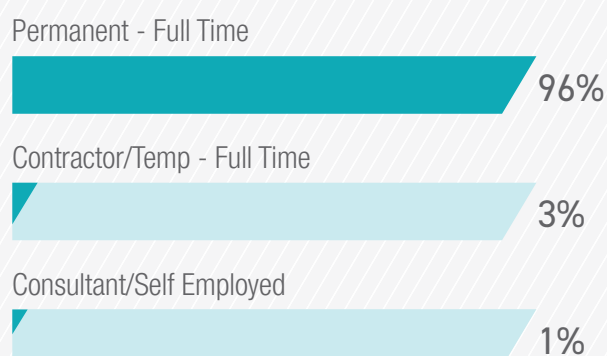 Permanent - Full Time
96%
Contractor/Temp - Full Time
3%
Consultant/Self Employed
1%